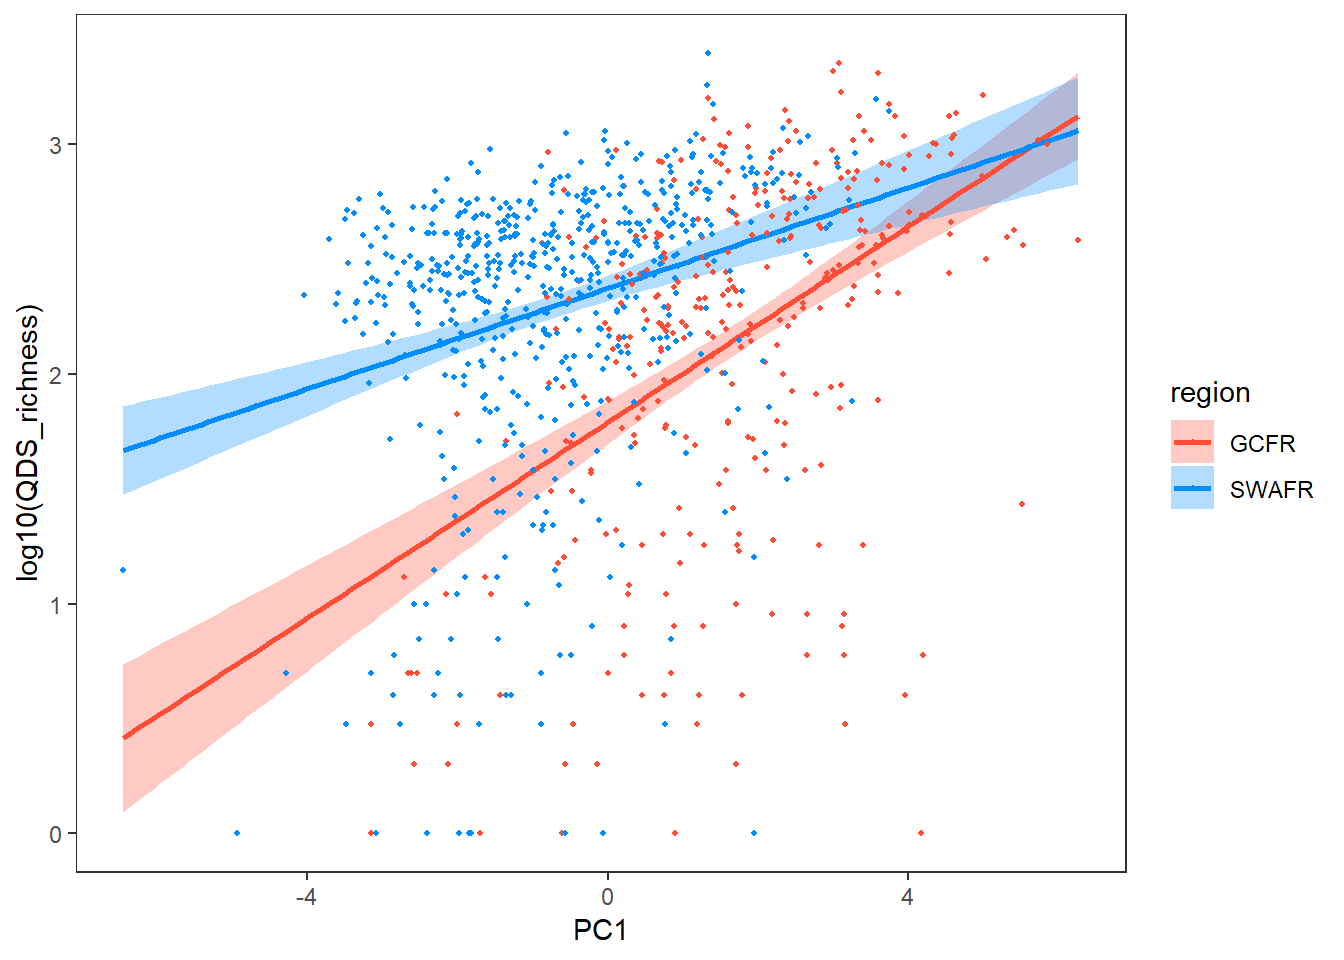 log10(QDS_richness)
3
2
1
0
-4
0
4
PC1
region
GCFR
SWAFR